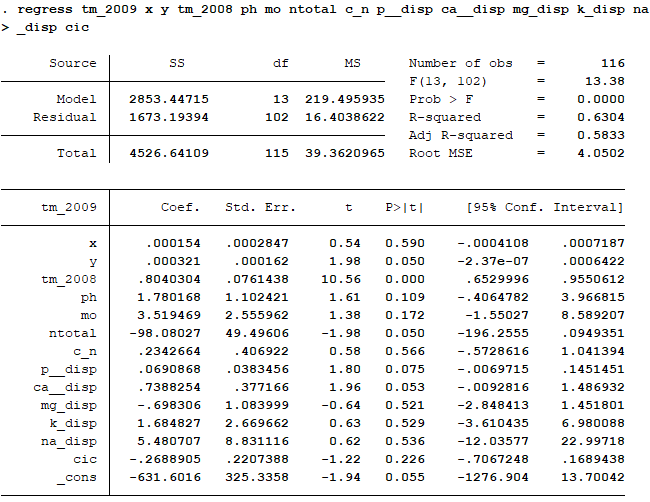 . regress tm_2009 x y tm_2008 ph mo ntotal c_n p__disp ca__disp mg_disp k_disp na
> _disp cic
Source | SS df MS Number of obs = 116
F(13, 102) = 13.38
Model | 2853.44715 13 219.495935 Prob > F = 0.0000
Residual | 1673.19394 102 16.4038622 R-squared = 0.6304
Adj R-squared = 0.5833
Total | 4526.64109 115 39.3620965 Root MSE = 4.0502
tm_2009 | Coef. Std. Err. t P>|t| [95% Conf. Interval]
x | .000154 .0002847 0.54 0.590 -.0004108 .0007187
y | .000321 .000162 1.98 0.050 -2.37e-07 .0006422
tm_2008 | .8040304 .0761438 10.56 0.000 .6529996 .9550612
ph | 1.780168 1.102421 1.61 0.109 -.4064782 3.966815
mo | 3.519469 2.555962 1.38 0.172 -1.55027 8.589207
ntotal | -98.08027 49.49606 -1.98 0.050 -196.2555 .0949351
c_n | .2342664 .406922 0.58 0.566 -.5728616 1.041394
p__disp | .0690868 .0383456 1.80 0.075 -.0069715 .1451451
ca__disp | .7388254 .377166 1.96 0.053 -.0092816 1.486932
mg_disp | -.698306 1.083999 -0.64 0.521 -2.848413 1.451801
k_disp | 1.684827 2.669662 0.63 0.529 -3.610435 6.980088
na_disp | 5.480707 8.831116 0.62 0.536 -12.03577 22.99718
cic | -.2688905 .2207388 -1.22 0.226 -.7067248 .1689438
_cons | -631.6016 325.3358 -1.94 0.055 -1276.904 13.70042